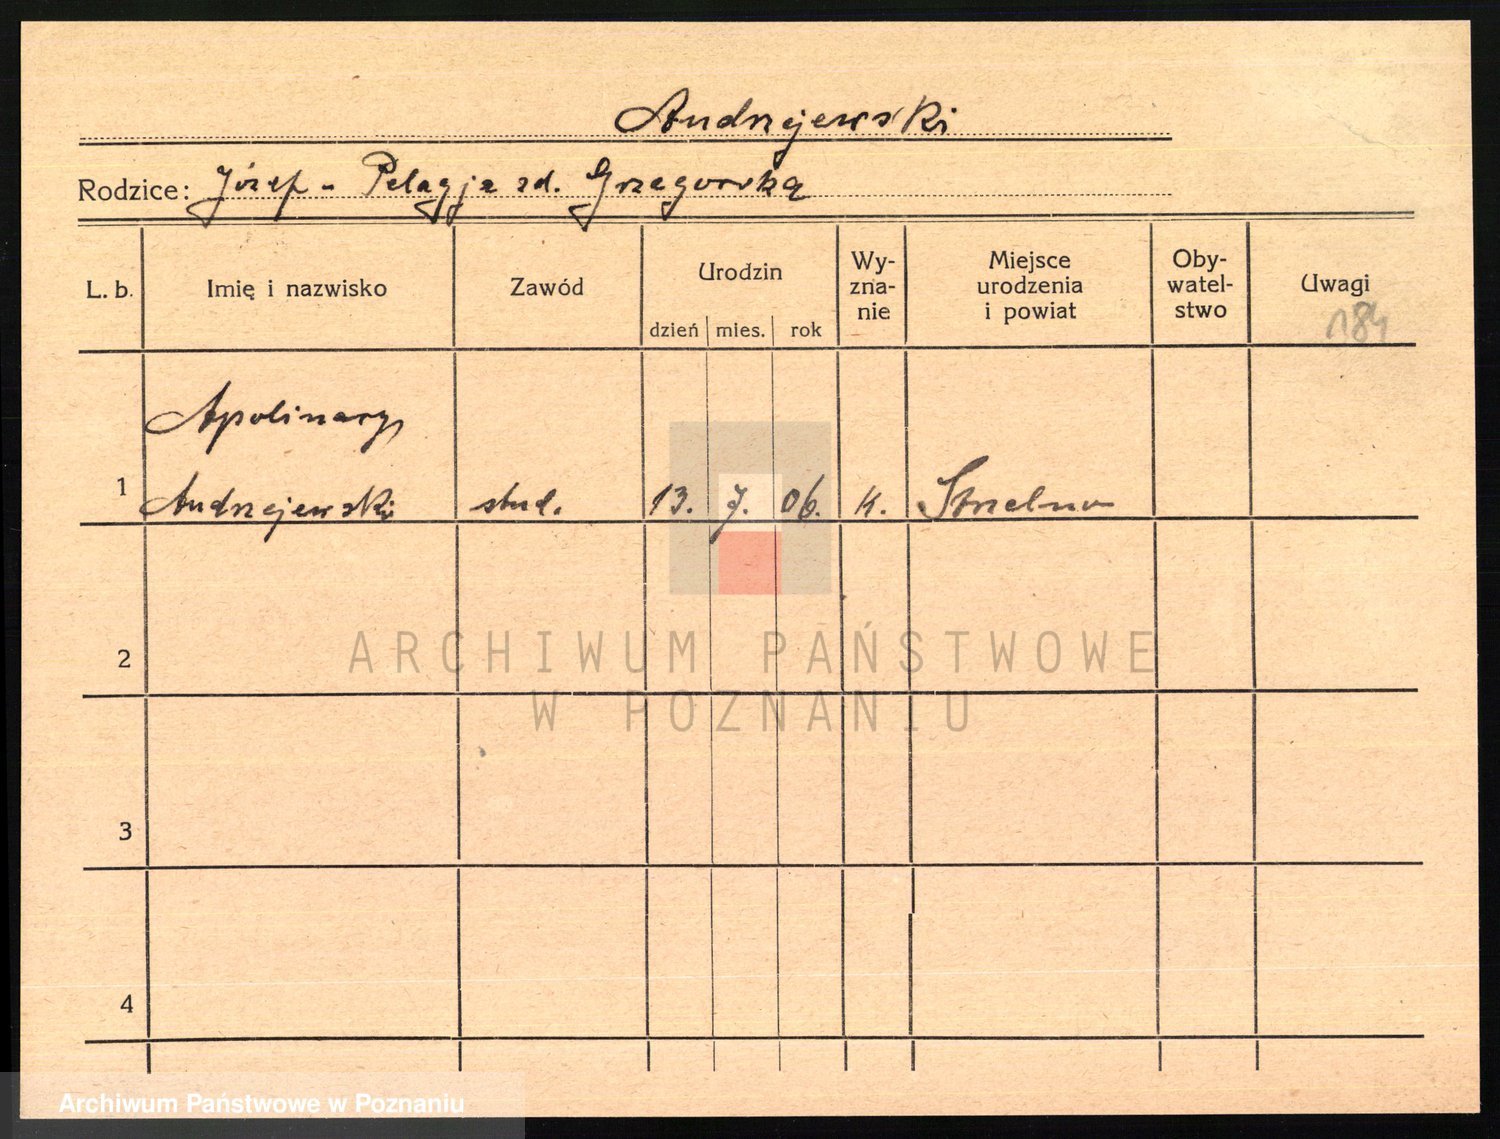 Andrzejewski
Rodzice: Józef - Pelagja zd. Grzegorzką
L. b. Imię i nazwisko Zawód Urodzin Wy-zna-nie Miejsce urodzenia i powiat Oby-watel-stwo Uwagi
dzień mies. rok
184
Apolinary
1 Andrzejewski stud. 13. 7. 06. k. Strzelno
2
ARCHIWUM PAŃSTWOWE
W POZNANIU
3
4
Archiwum Państwowe w Poznaniu